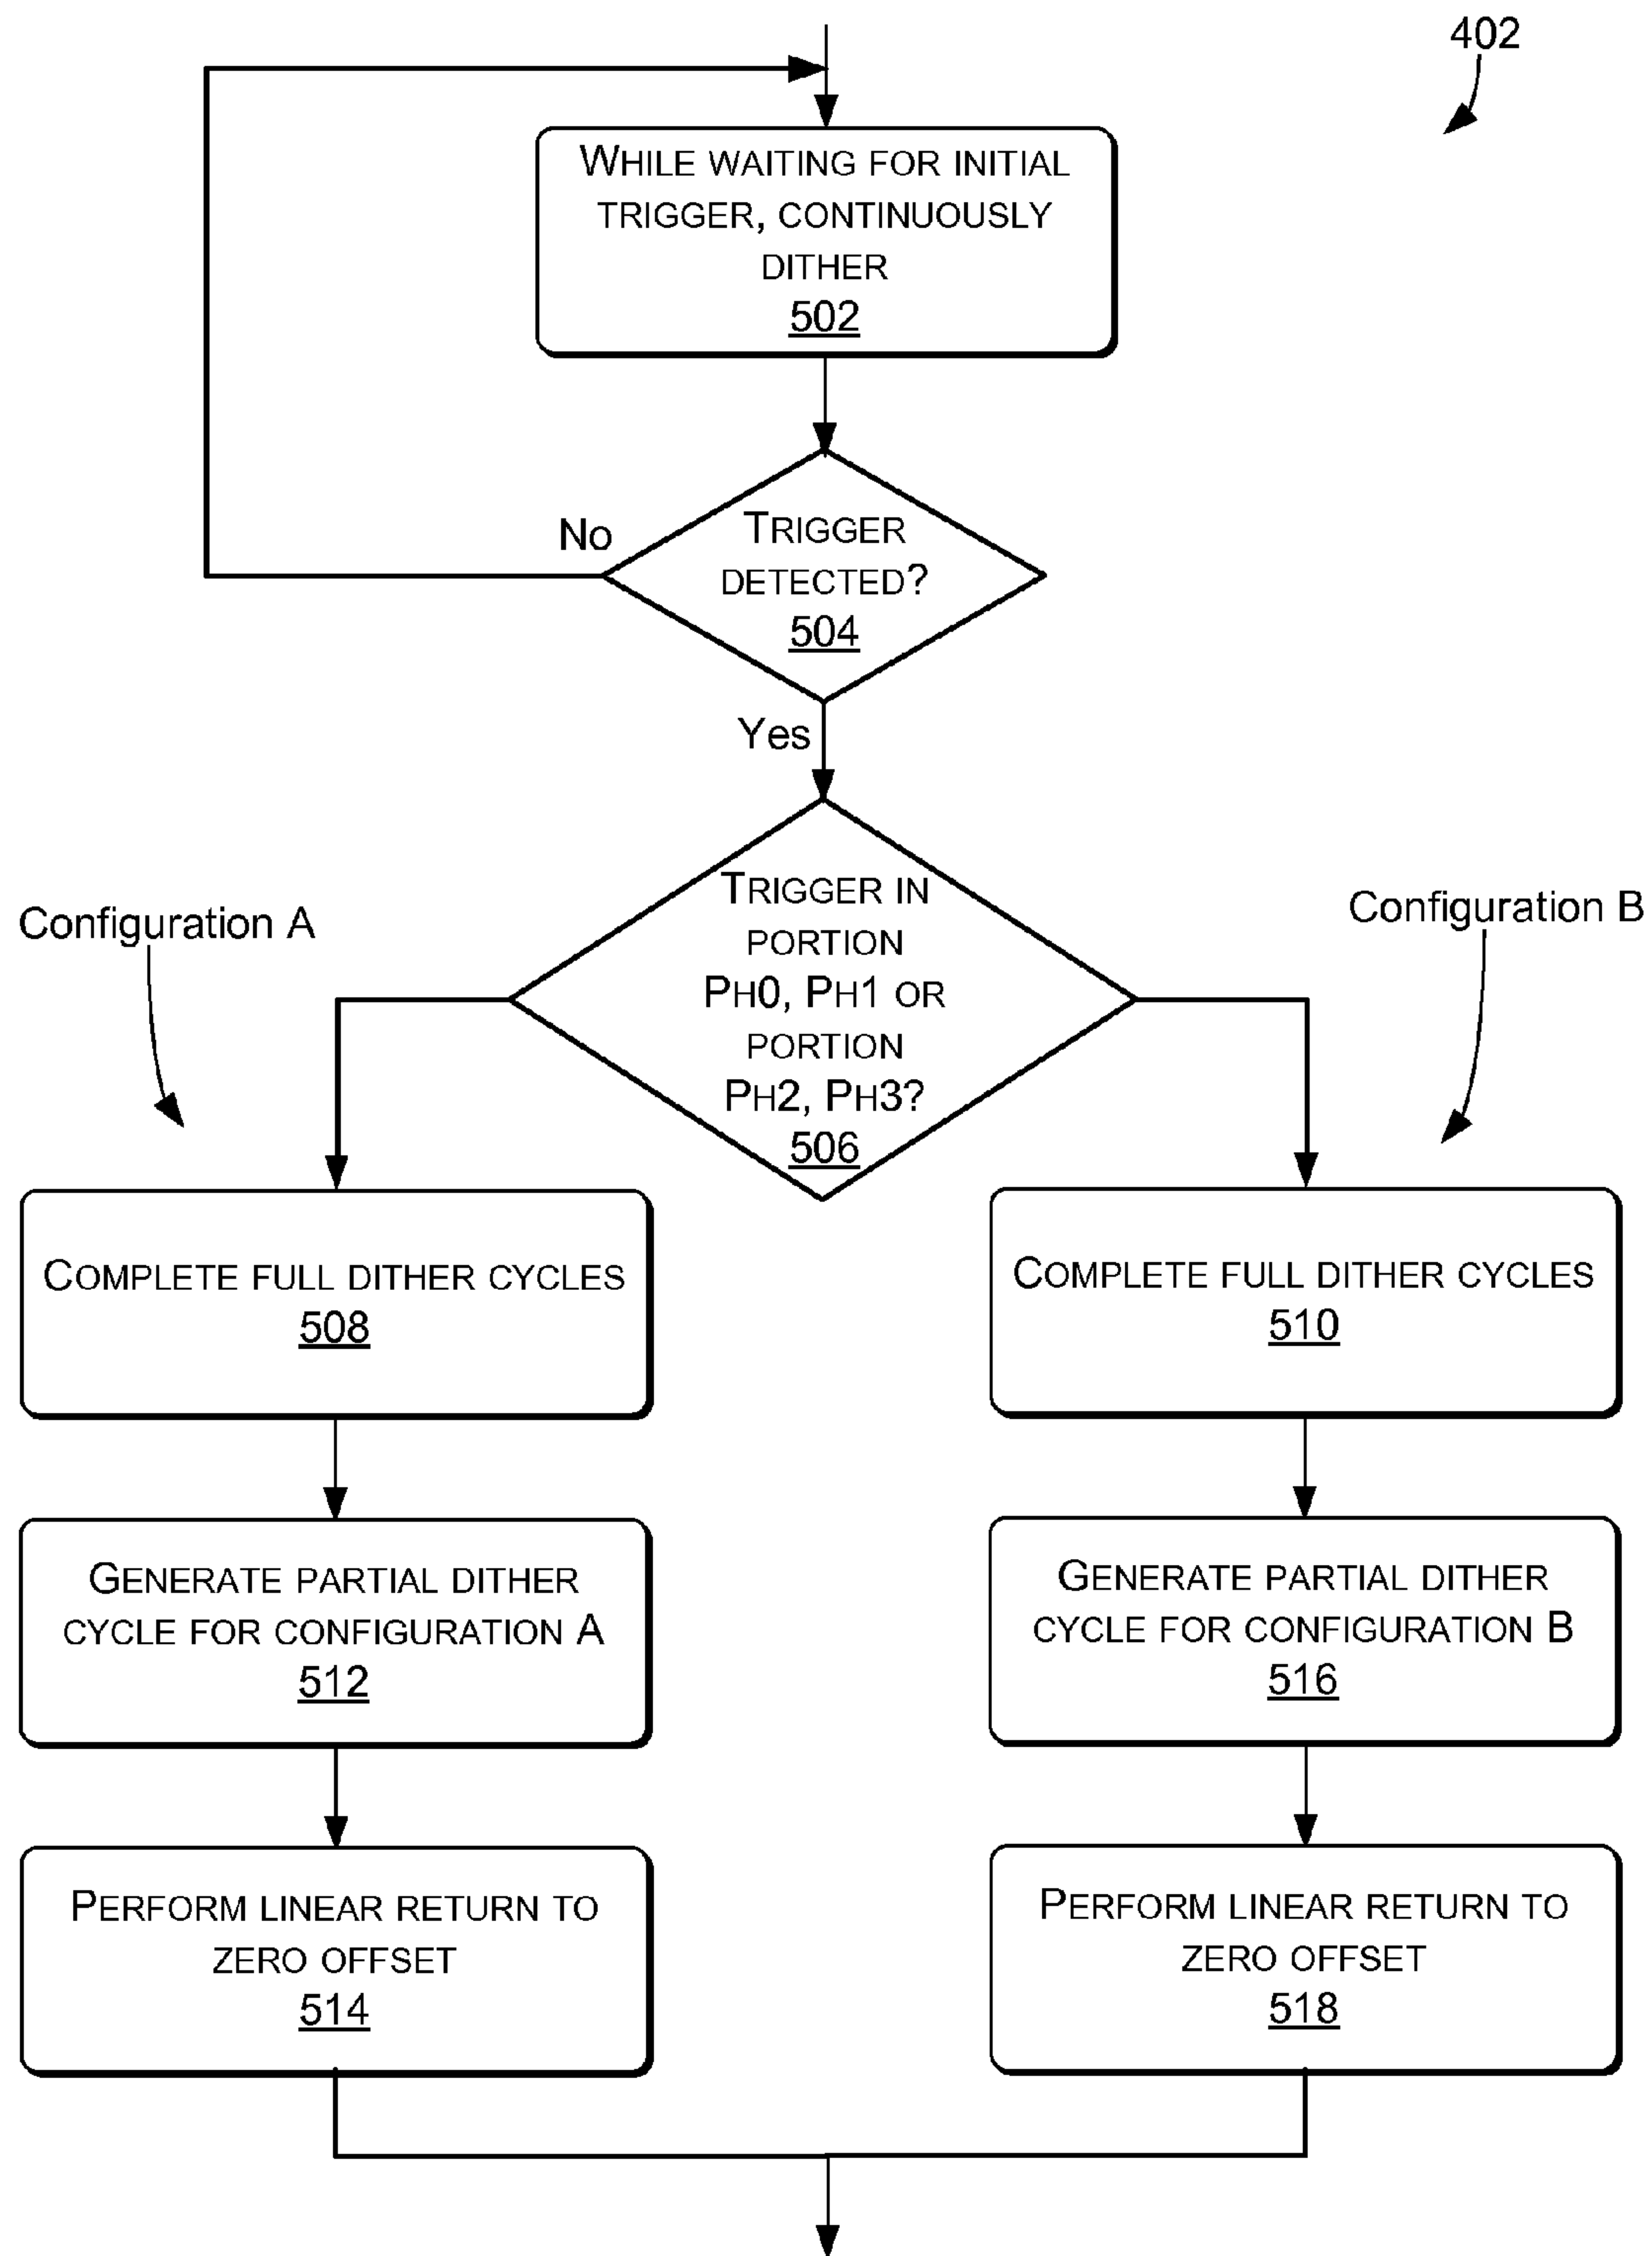 402
While waiting for initial
trigger, continuously
dither
502
No
Trigger
detected?
504
Yes
Configuration A
Trigger in
portion
Ph0, Ph1 or
portion
Ph2, Ph3?
506
Configuration B
Complete full dither cycles
508
Complete full dither cycles
510
Generate partial dither
cycle for configuration A
512
Generate partial dither
cycle for configuration B
516
Perform linear return to
zero offset
514
Perform linear return to
zero offset
518